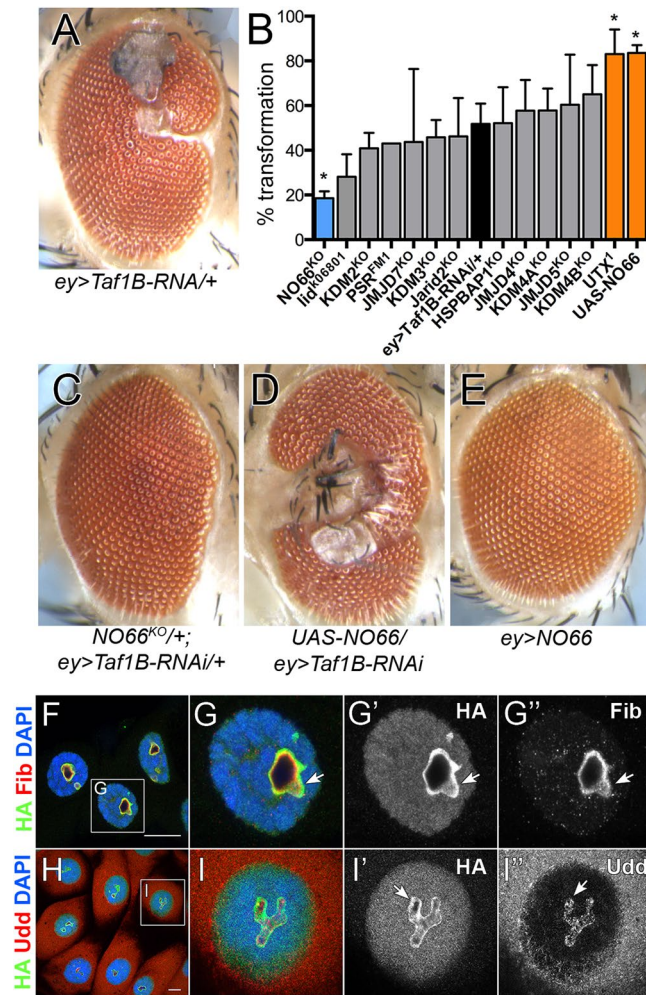 A
ey>Taf1B-RNA/+
B
% transformation
100
80
60
40
20
0
*
*
*
NO66KO
lidk06801
KDM2KO
PSRFM1
JMJD7KO
KDM3KO
Jarid2KO
ey>Taf1B-RNAi/+
HSPBAP1KO
JMJD4KO
KDM4AKO
JMJD5KO
KDM4BKO
UTX1
UAS-NO66
C
NO66KO/+;
ey>Taf1B-RNAi/+
D
UAS-NO66/
ey>Taf1B-RNAi
E
ey>NO66
HA Fib DAPI
F
G
G
G' HA
G'' Fib
HA Udd DAPI
H
I
I
I' HA
I'' Udd